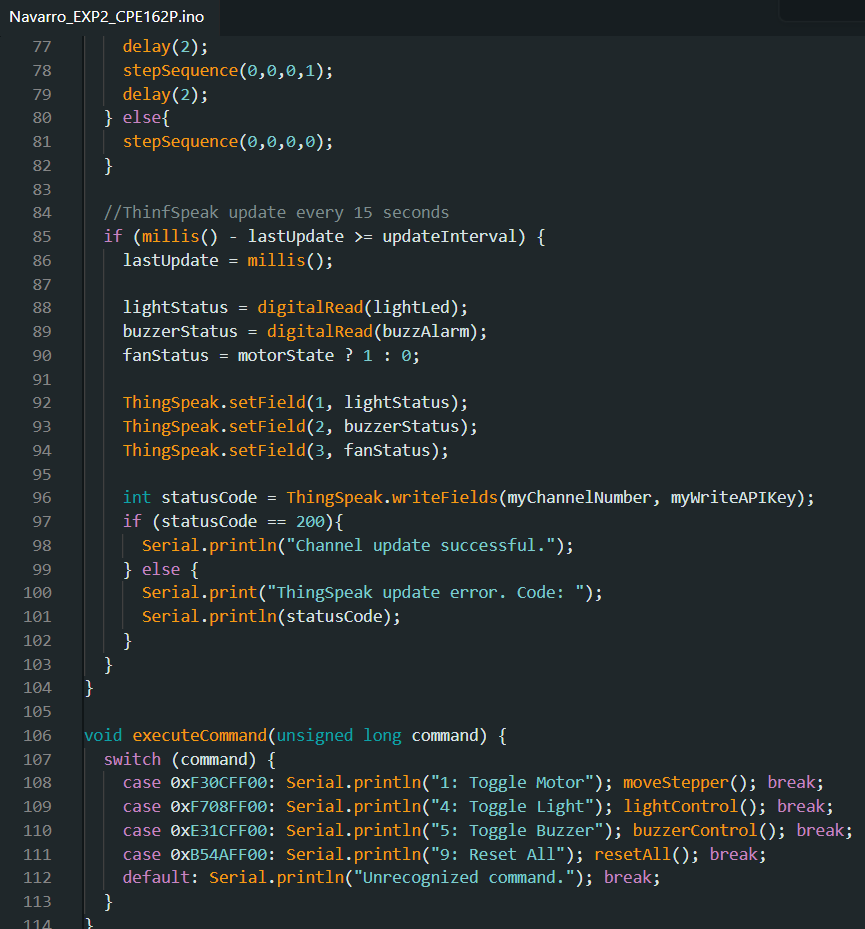 Navarro_EXP2_CPE162P.ino
77 delay(2);
78 stepSequence(0,0,0,1);
79 delay(2);
80 } else{
81 stepSequence(0,0,0,0);
82 }
83
84 //ThinfSpeak update every 15 seconds
85 if (millis() - lastUpdate >= updateInterval) {
86 lastUpdate = millis();
87
88 lightStatus = digitalRead(lightLed);
89 buzzerStatus = digitalRead(buzzAlarm);
90 fanStatus = motorState ? 1 : 0;
91
92 ThingSpeak.setField(1, lightStatus);
93 ThingSpeak.setField(2, buzzerStatus);
94 ThingSpeak.setField(3, fanStatus);
95
96 int statusCode = ThingSpeak.writeFields(myChannelNumber, myWriteAPIKey);
97 if (statusCode == 200){
98 Serial.println("Channel update successful.");
99 } else {
100 Serial.print("ThingSpeak update error. Code: ");
101 Serial.println(statusCode);
102 }
103 }
104 }
105
106 void executeCommand(unsigned long command) {
107 switch (command) {
108 case 0xF30CFF00: Serial.println("1: Toggle Motor"); moveStepper(); break;
109 case 0xF708FF00: Serial.println("4: Toggle Light"); lightControl(); break;
110 case 0xE31CFF00: Serial.println("5: Toggle Buzzer"); buzzerControl(); break;
111 case 0xB54AFF00: Serial.println("9: Reset All"); resetAll(); break;
112 default: Serial.println("Unrecognized command."); break;
113 }
114 }